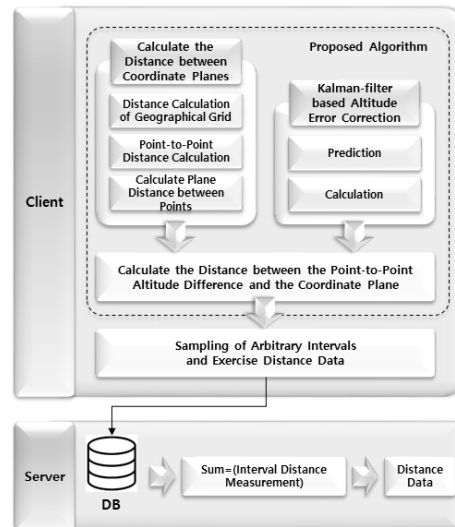 Calculate the
Distance between
Coordinate Planes
Distance Calculation
of Geographical Grid
Point-to-Point
Distance Calculation
Calculate Plane
Distance between
Points
Proposed Algorithm
Kalman-filter
based Altitude
Error Correction
Prediction
Calculation
Client
Calculate the Distance between the Point-to-Point
Altitude Difference and the Coordinate Plane
Sampling of Arbitrary Intervals
and Exercise Distance Data
Server
DB
Sum=(Interval Distance
Measurement)
Distance
Data